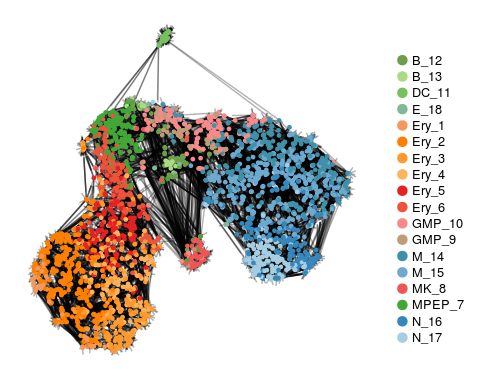 B_12
B_13
DC_11
E_18
Ery_1
Ery_2
Ery_3
Ery_4
Ery_5
Ery_6
GMP_10
GMP_9
M_14
M_15
MK_8
MPEP_7
N_16
N_17